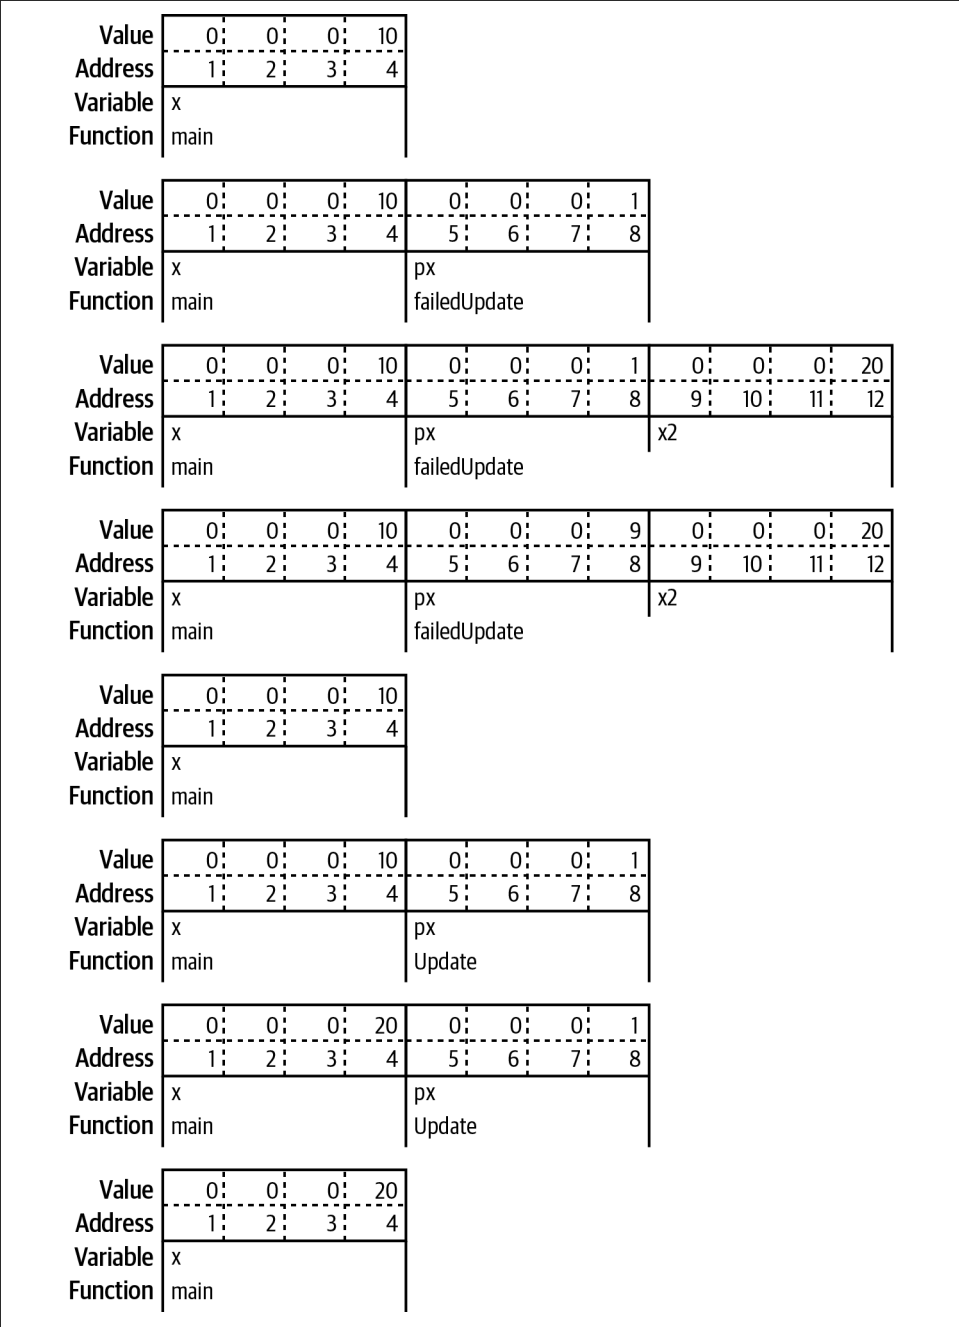 Value 0 0 0 10
Address 1 2 3 4
Variable x
Function main
Value 0 0 0 10 0 0 0 1
Address 1 2 3 4 5 6 7 8
Variable x px
Function main failedUpdate
Value 0 0 0 10 0 0 0 1 0 0 0 20
Address 1 2 3 4 5 6 7 8 9 10 11 12
Variable x px x2
Function main failedUpdate
Value 0 0 0 10 0 0 0 9 0 0 0 20
Address 1 2 3 4 5 6 7 8 9 10 11 12
Variable x px x2
Function main failedUpdate
Value 0 0 0 10
Address 1 2 3 4
Variable x
Function main
Value 0 0 0 10 0 0 0 1
Address 1 2 3 4 5 6 7 8
Variable x px
Function main Update
Value 0 0 0 20 0 0 0 1
Address 1 2 3 4 5 6 7 8
Variable x px
Function main Update
Value 0 0 0 20
Address 1 2 3 4
Variable x
Function main